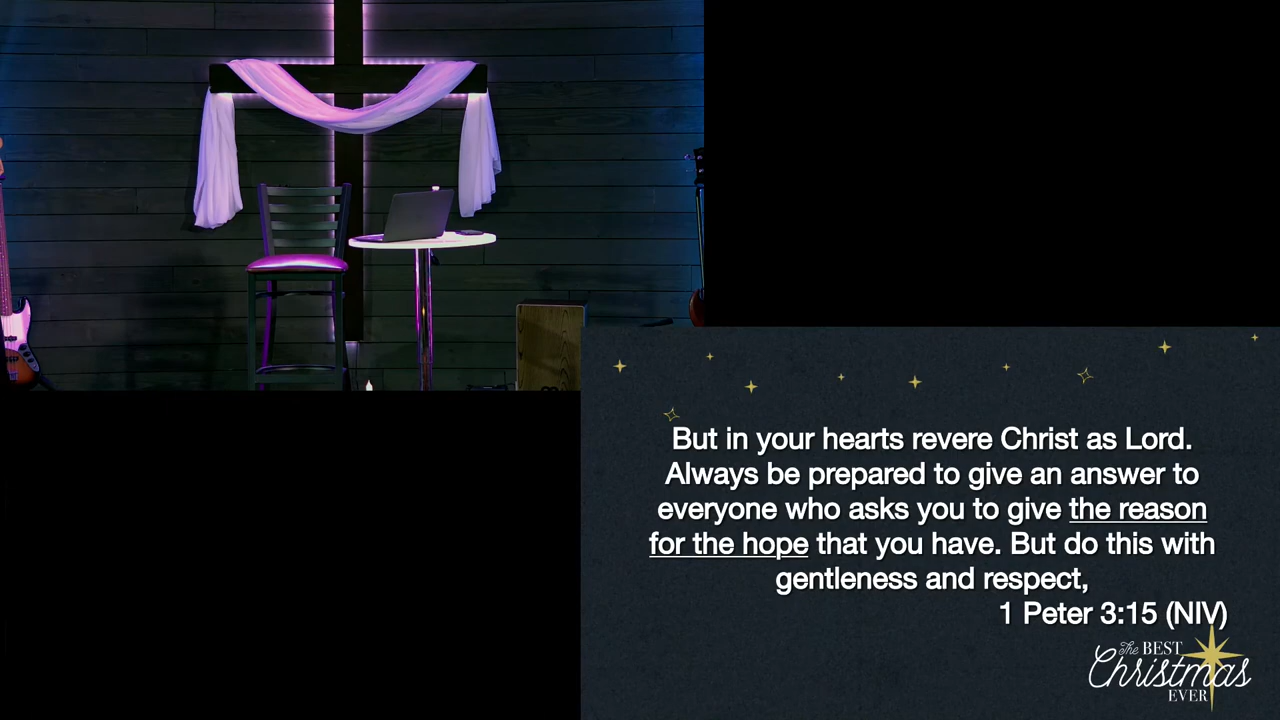 But in your hearts revere Christ as Lord.
Always be prepared to give an answer to
everyone who asks you to give the reason
for the hope that you have. But do this with
gentleness and respect,
1 Peter 3:15 (NIV)
The BEST
Christmas
EVER